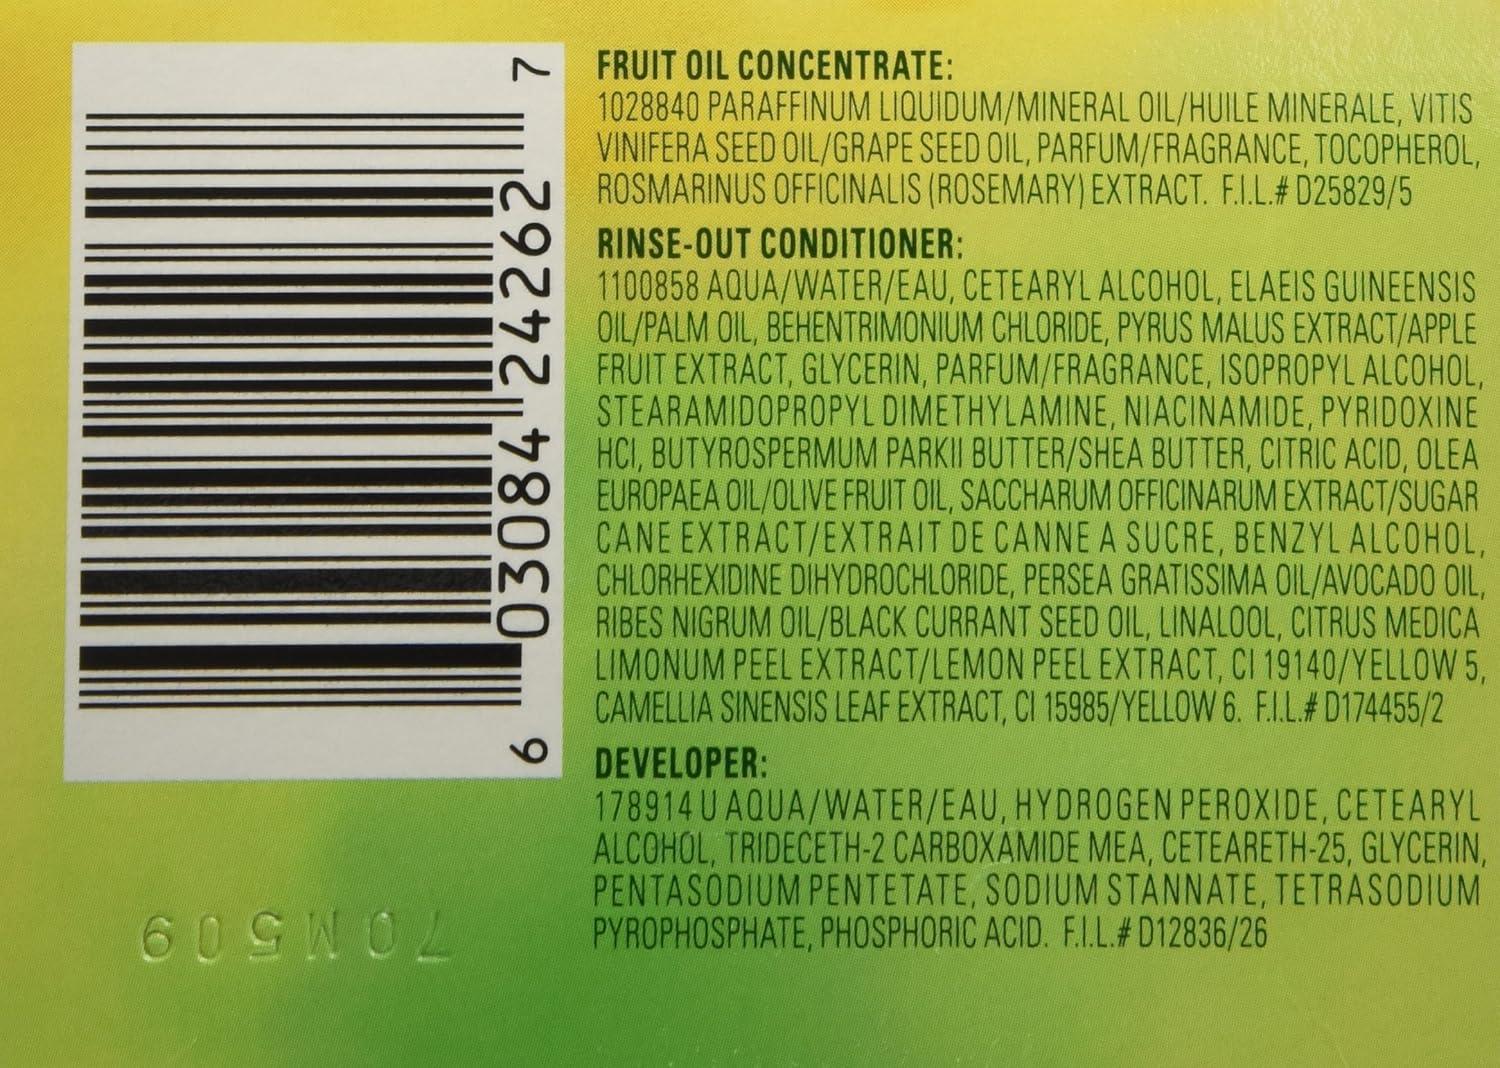 7
24262
03084
6
FRUIT OIL CONCENTRATE:
1028840 PARAFFINUM LIQUIDUM/MINERAL OIL/HUILE MINERALE, VITIS
VINIFERA SEED OIL/GRAPE SEED OIL, PARFUM/FRAGRANCE, TOCOPHEROL,
ROSMARINUS OFFICINALIS (ROSEMARY) EXTRACT. F.I.L.# D25829/5
RINSE-OUT CONDITIONER:
1100858 AQUA/WATER/EAU, CETEARYL ALCOHOL, ELAEIS GUINEENSIS
OIL/PALM OIL, BEHENTRIMONIUM CHLORIDE, PYRUS MALUS EXTRACT/APPLE
FRUIT EXTRACT, GLYCERIN, PARFUM/FRAGRANCE, ISOPROPYL ALCOHOL,
STEARAMIDOPROPYL DIMETHYLAMINE, NIACINAMIDE, PYRIDOXINE
HCI, BUTYROSPERMUM PARKII BUTTER/SHEA BUTTER, CITRIC ACID, OLEA
EUROPAEA OIL/OLIVE FRUIT OIL, SACCHARUM OFFICINARUM EXTRACT/SUGAR
CANE EXTRACT/EXTRAIT DE CANNE A SUCRE, BENZYL ALCOHOL,
CHLORHEXIDINE DIHYDROCHLORIDE, PERSEA GRATISSIMA OIL/AVOCADO OIL,
RIBES NIGRUM OIL/BLACK CURRANT SEED OIL, LINALOOL, CITRUS MEDICA
LIMONUM PEEL EXTRACT/LEMON PEEL EXTRACT, CI 19140/YELLOW 5,
CAMELLIA SINENSIS LEAF EXTRACT, CI 15985/YELLOW 6. F.I.L.# D174455/2
DEVELOPER:
178914 U AQUA/WATER/EAU, HYDROGEN PEROXIDE, CETEARYL
ALCOHOL, TRIDECETH-2 CARBOXAMIDE MEA, CETEARETH-25, GLYCERIN,
PENTASODIUM PENTETATE, SODIUM STANNATE, TETRASODIUM
PYROPHOSPHATE, PHOSPHORIC ACID. F.I.L.# D12836/26
70M509